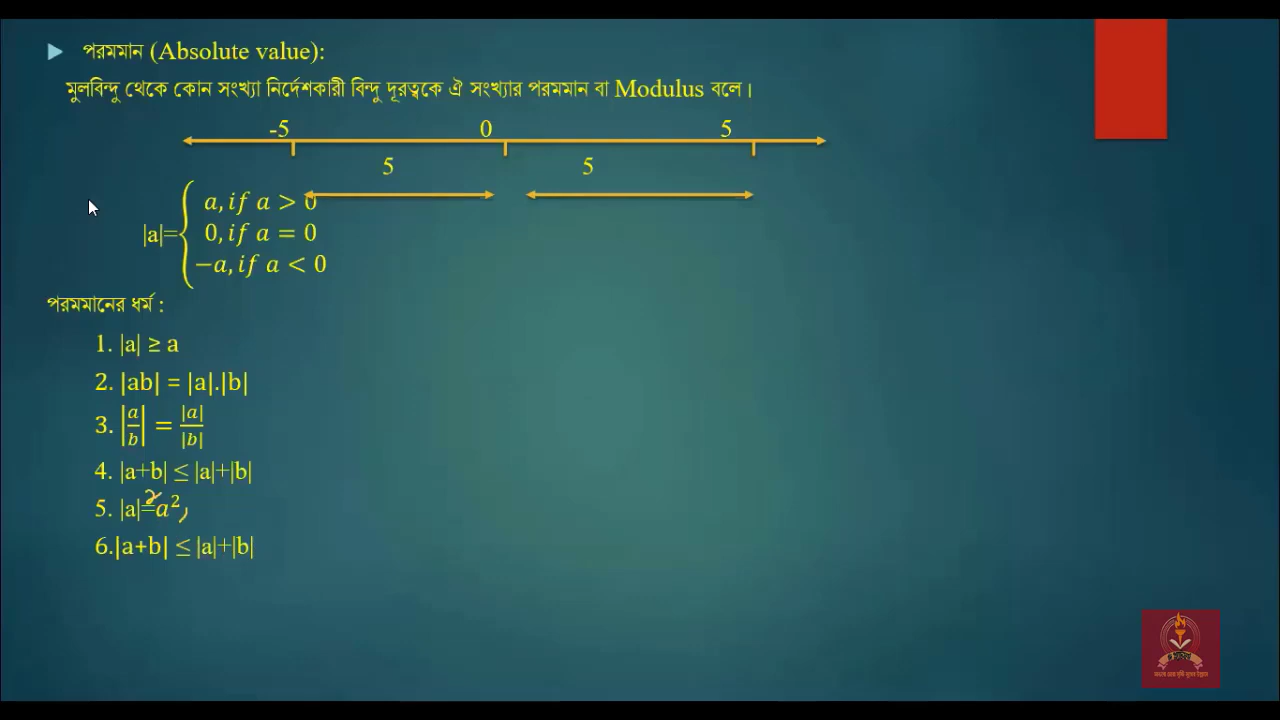 পরমমান (Absolute value):
মুলবিন্দু থেকে কোন সংখ্যা নির্দেশকারী বিন্দু দূরত্বকে ঐ সংখ্যার পরমমান বা Modulus বলে।
-5 0 5
5 5
|a|= { a, if a > 0
0, if a = 0
−a, if a < 0
পরমমানের ধর্ম :
1. |a| ≥ a
2. |ab| = |a|.|b|
3. |a/b| = |a|/|b|
4. |a+b| ≤ |a|+|b|
5. |a|²=a²,
6.|a+b| ≤ |a|+|b|